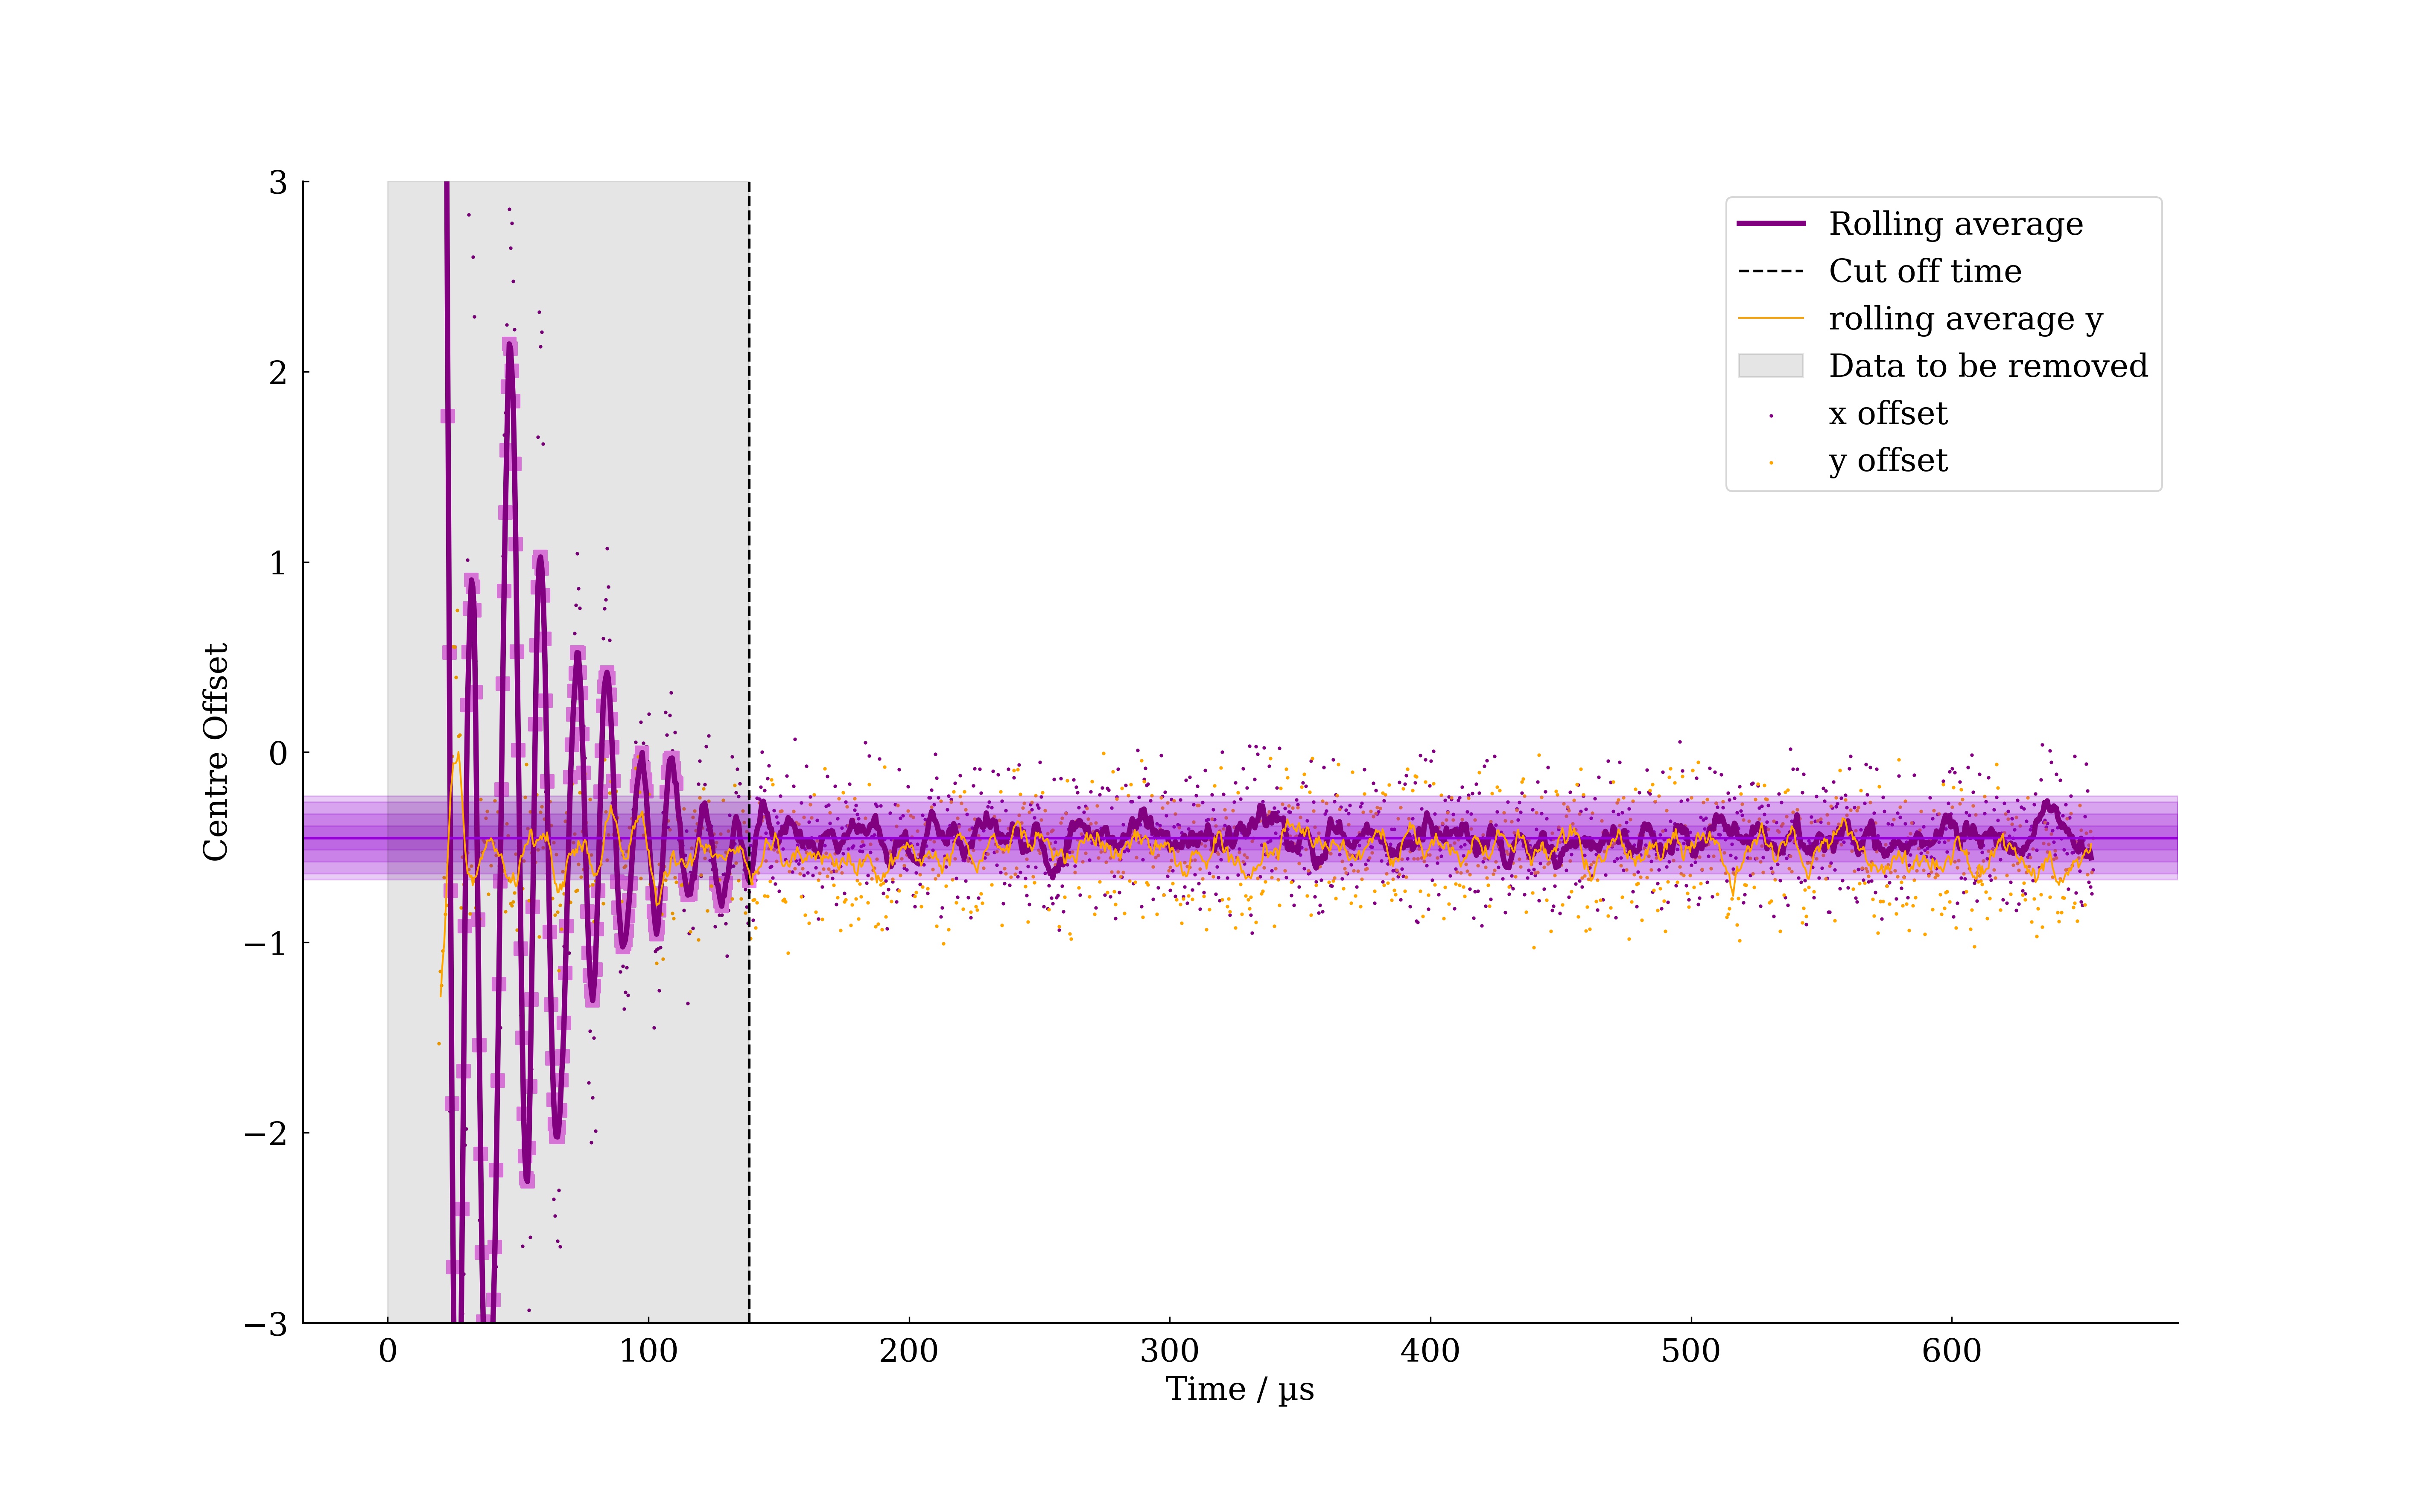 3
2
1
0
−1
−2
−3
Centre Offset
0 100 200 300 400 500 600
Time / µs
Rolling average
Cut off time
rolling average y
Data to be removed
x offset
y offset